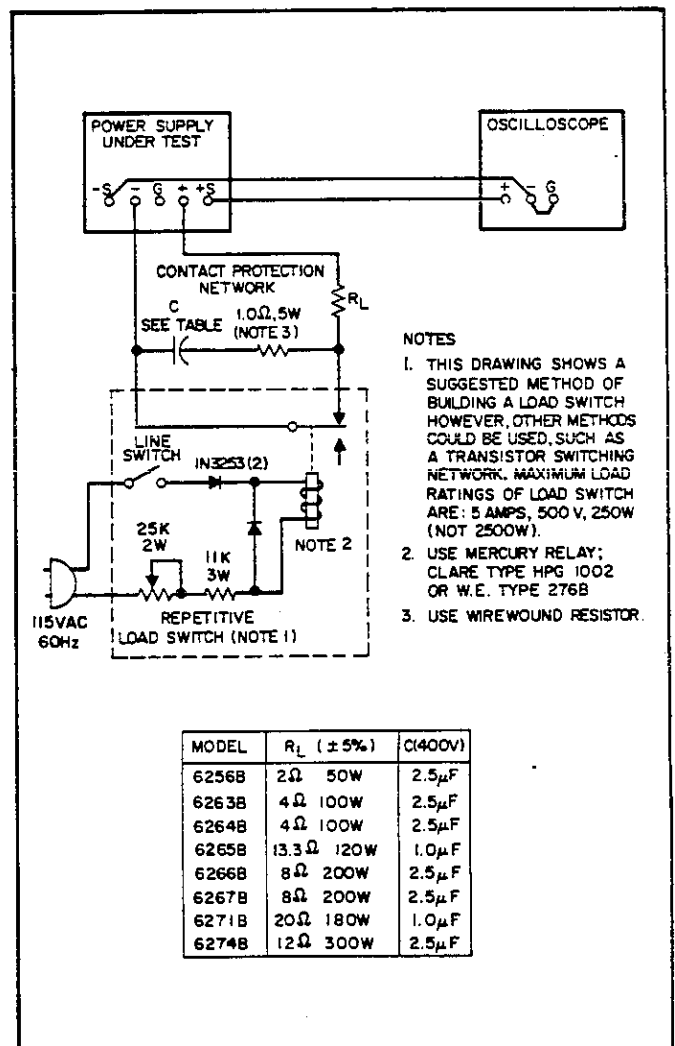 POWER SUPPLY
UNDER TEST
-S - G + +S
OSCILLOSCOPE
+ - G
CONTACT PROTECTION
NETWORK
C
SEE TABLE
1.0Ω,5W
(NOTE 3)
RL
LINE
SWITCH
IN3253(2)
25K
2W
11K
3W
NOTE 2
115VAC
60Hz
REPETITIVE
LOAD SWITCH (NOTE 1)
NOTES
1. THIS DRAWING SHOWS A
SUGGESTED METHOD OF
BUILDING A LOAD SWITCH
HOWEVER, OTHER METHODS
COULD BE USED, SUCH AS
A TRANSISTOR SWITCHING
NETWORK. MAXIMUM LOAD
RATINGS OF LOAD SWITCH
ARE: 5 AMPS, 500 V, 250W
(NOT 2500W).
2. USE MERCURY RELAY;
CLARE TYPE HPG 1002
OR W.E. TYPE 276B
3. USE WIREWOUND RESISTOR.
MODEL RL (±5%) C(400V)
6256B 2Ω 50W 2.5μF
6263B 4Ω 100W 2.5μF
6264B 4Ω 100W 2.5μF
6265B 13.3Ω 120W 1.0μF
6266B 8Ω 200W 2.5μF
6267B 8Ω 200W 2.5μF
6271B 20Ω 180W 1.0μF
6274B 12Ω 300W 2.5μF